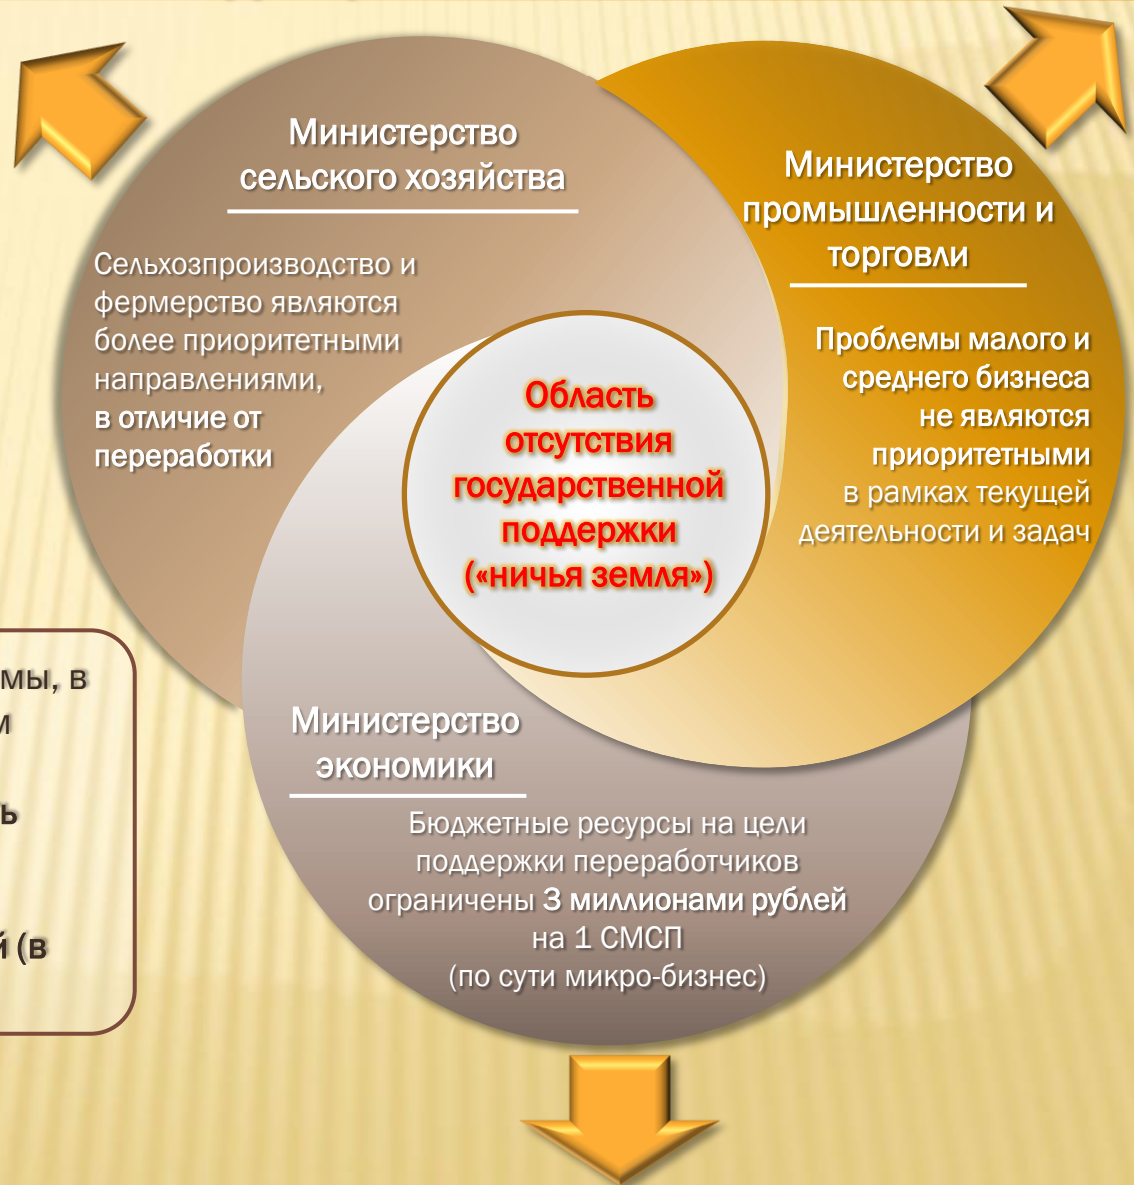 Министерство
сельского хозяйства
Сельхозпроизводство и
фермерство являются
более приоритетными
направлениями,
в отличие от
переработки
Министерство
промышленности и
торговли
Проблемы малого и
среднего бизнеса
не являются
приоритетными
в рамках текущей
деятельности и задач
Область
отсутствия
государственной
поддержки
(«ничья земля»)
Министерство
экономики
Бюджетные ресурсы на цели
поддержки переработчиков
ограничены 3 миллионами рублей
на 1 СМСП
(по сути микро-бизнес)
в
(в